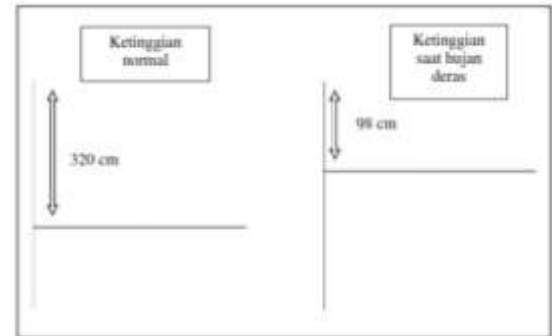 Ketinggian
normal
320 cm
Ketinggian
saat hujan
deras
98 cm